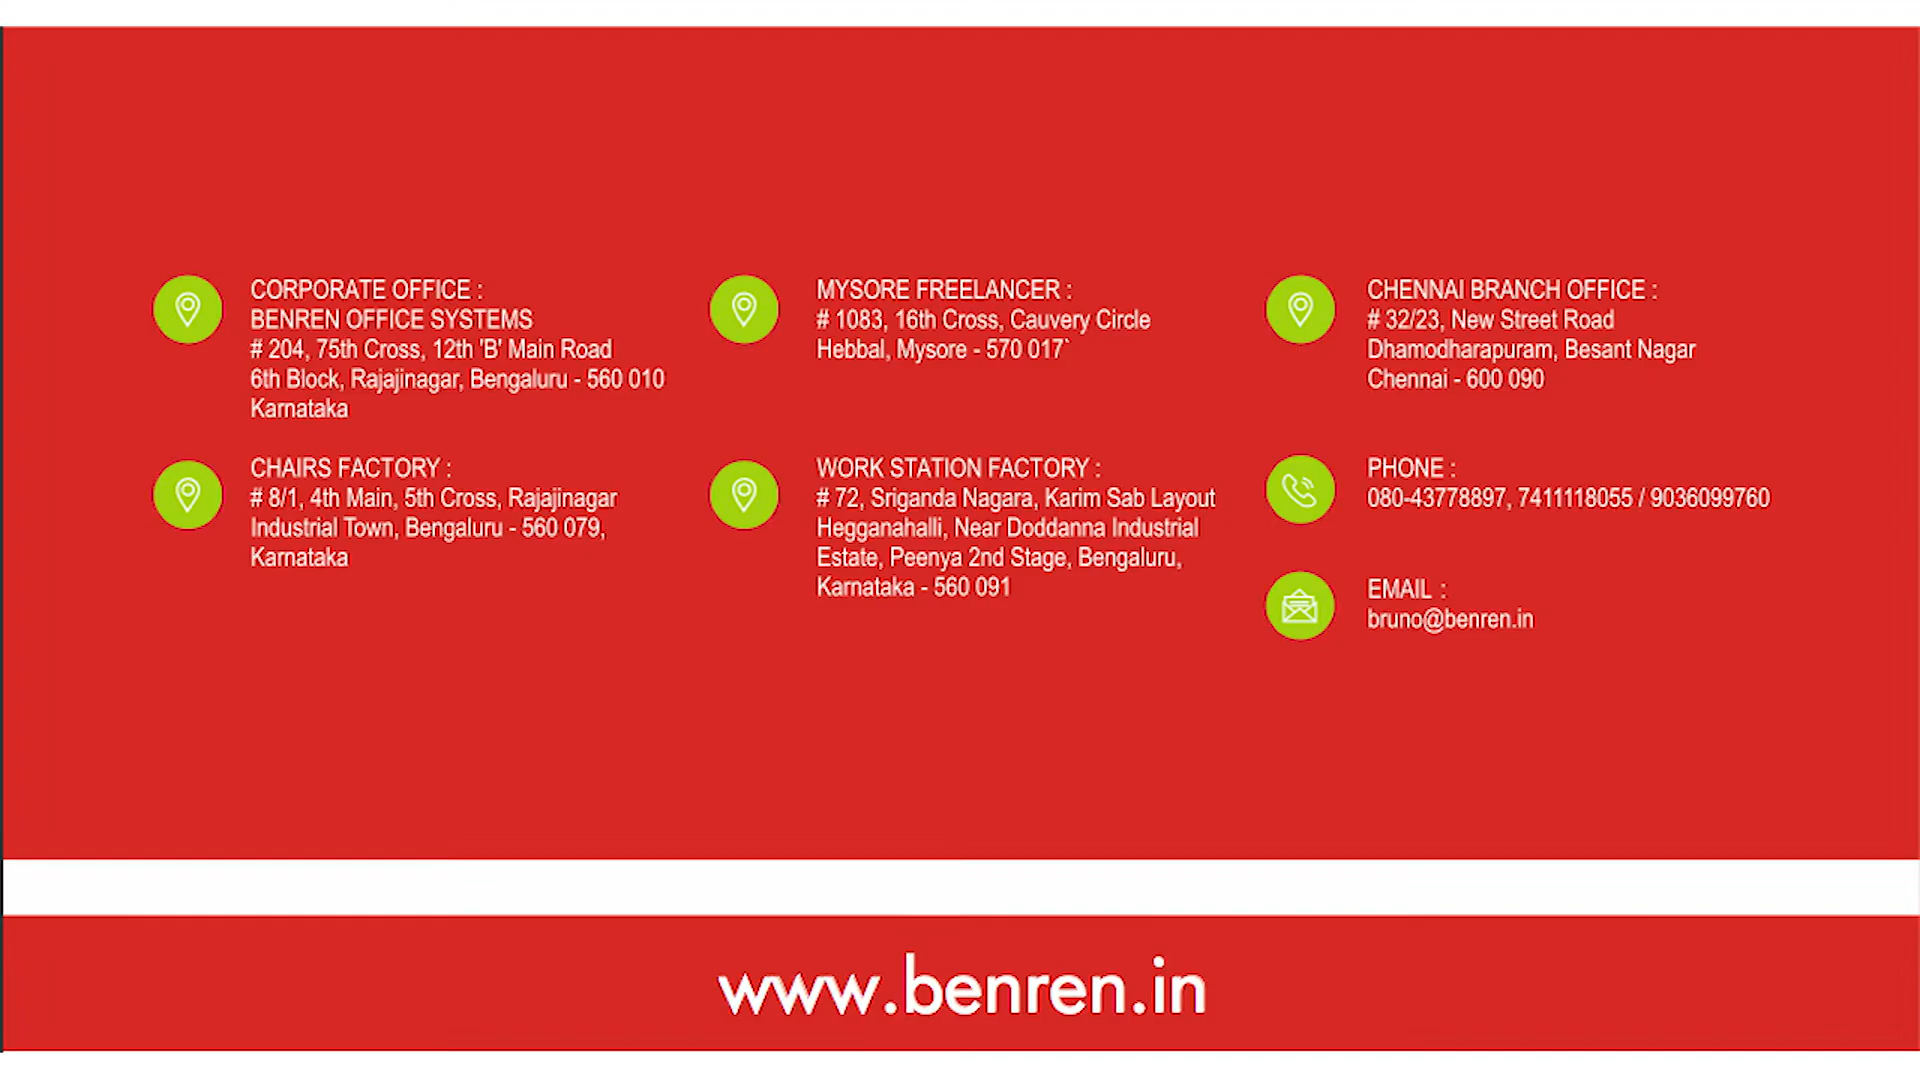 CORPORATE OFFICE :
BENREN OFFICE SYSTEMS
# 204, 75th Cross, 12th 'B' Main Road
6th Block, Rajajinagar, Bengaluru - 560 010
Karnataka
MYSORE FREELANCER :
# 1083, 16th Cross, Cauvery Circle
Hebbal, Mysore - 570 017`
CHENNAI BRANCH OFFICE :
# 32/23, New Street Road
Dhamodharapuram, Besant Nagar
Chennai - 600 090
CHAIRS FACTORY :
# 8/1, 4th Main, 5th Cross, Rajajinagar
Industrial Town, Bengaluru - 560 079,
Karnataka
WORK STATION FACTORY :
# 72, Sriganda Nagara, Karim Sab Layout
Hegganahalli, Near Doddanna Industrial
Estate, Peenya 2nd Stage, Bengaluru,
Karnataka - 560 091
PHONE :
080-43778897, 7411118055 / 9036099760
EMAIL :
bruno@benren.in
www.benren.in